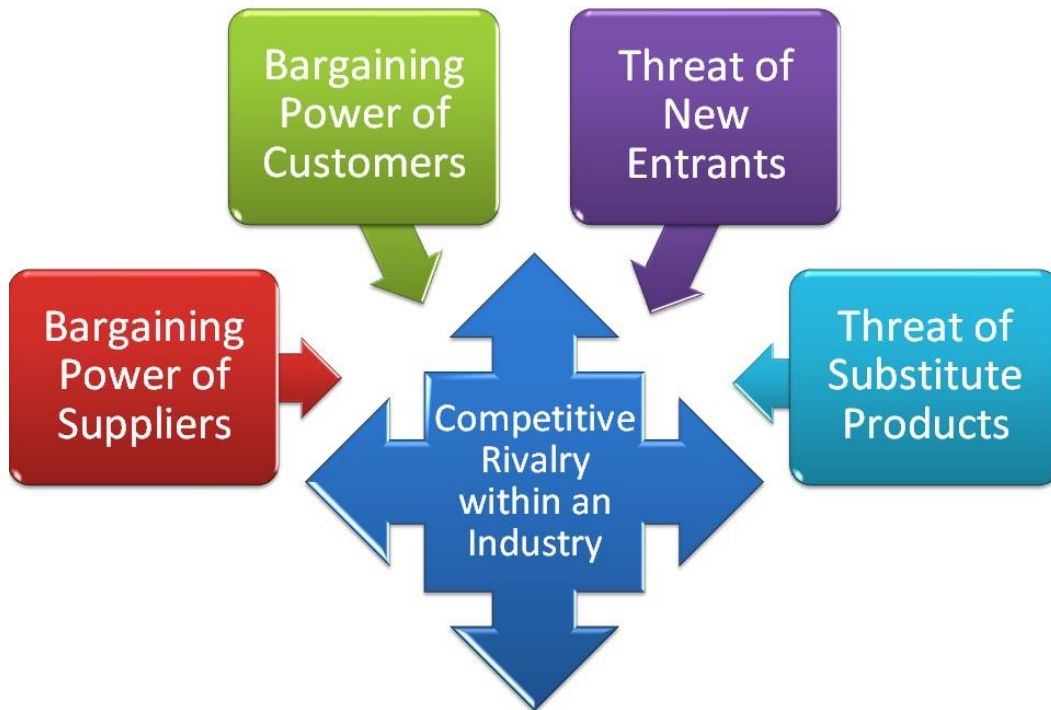 Bargaining
Power of
Customers
Threat of
New
Entrants
Bargaining
Power of
Suppliers
Threat of
Substitute
Products
Competitive
Rivalry
within an
Industry